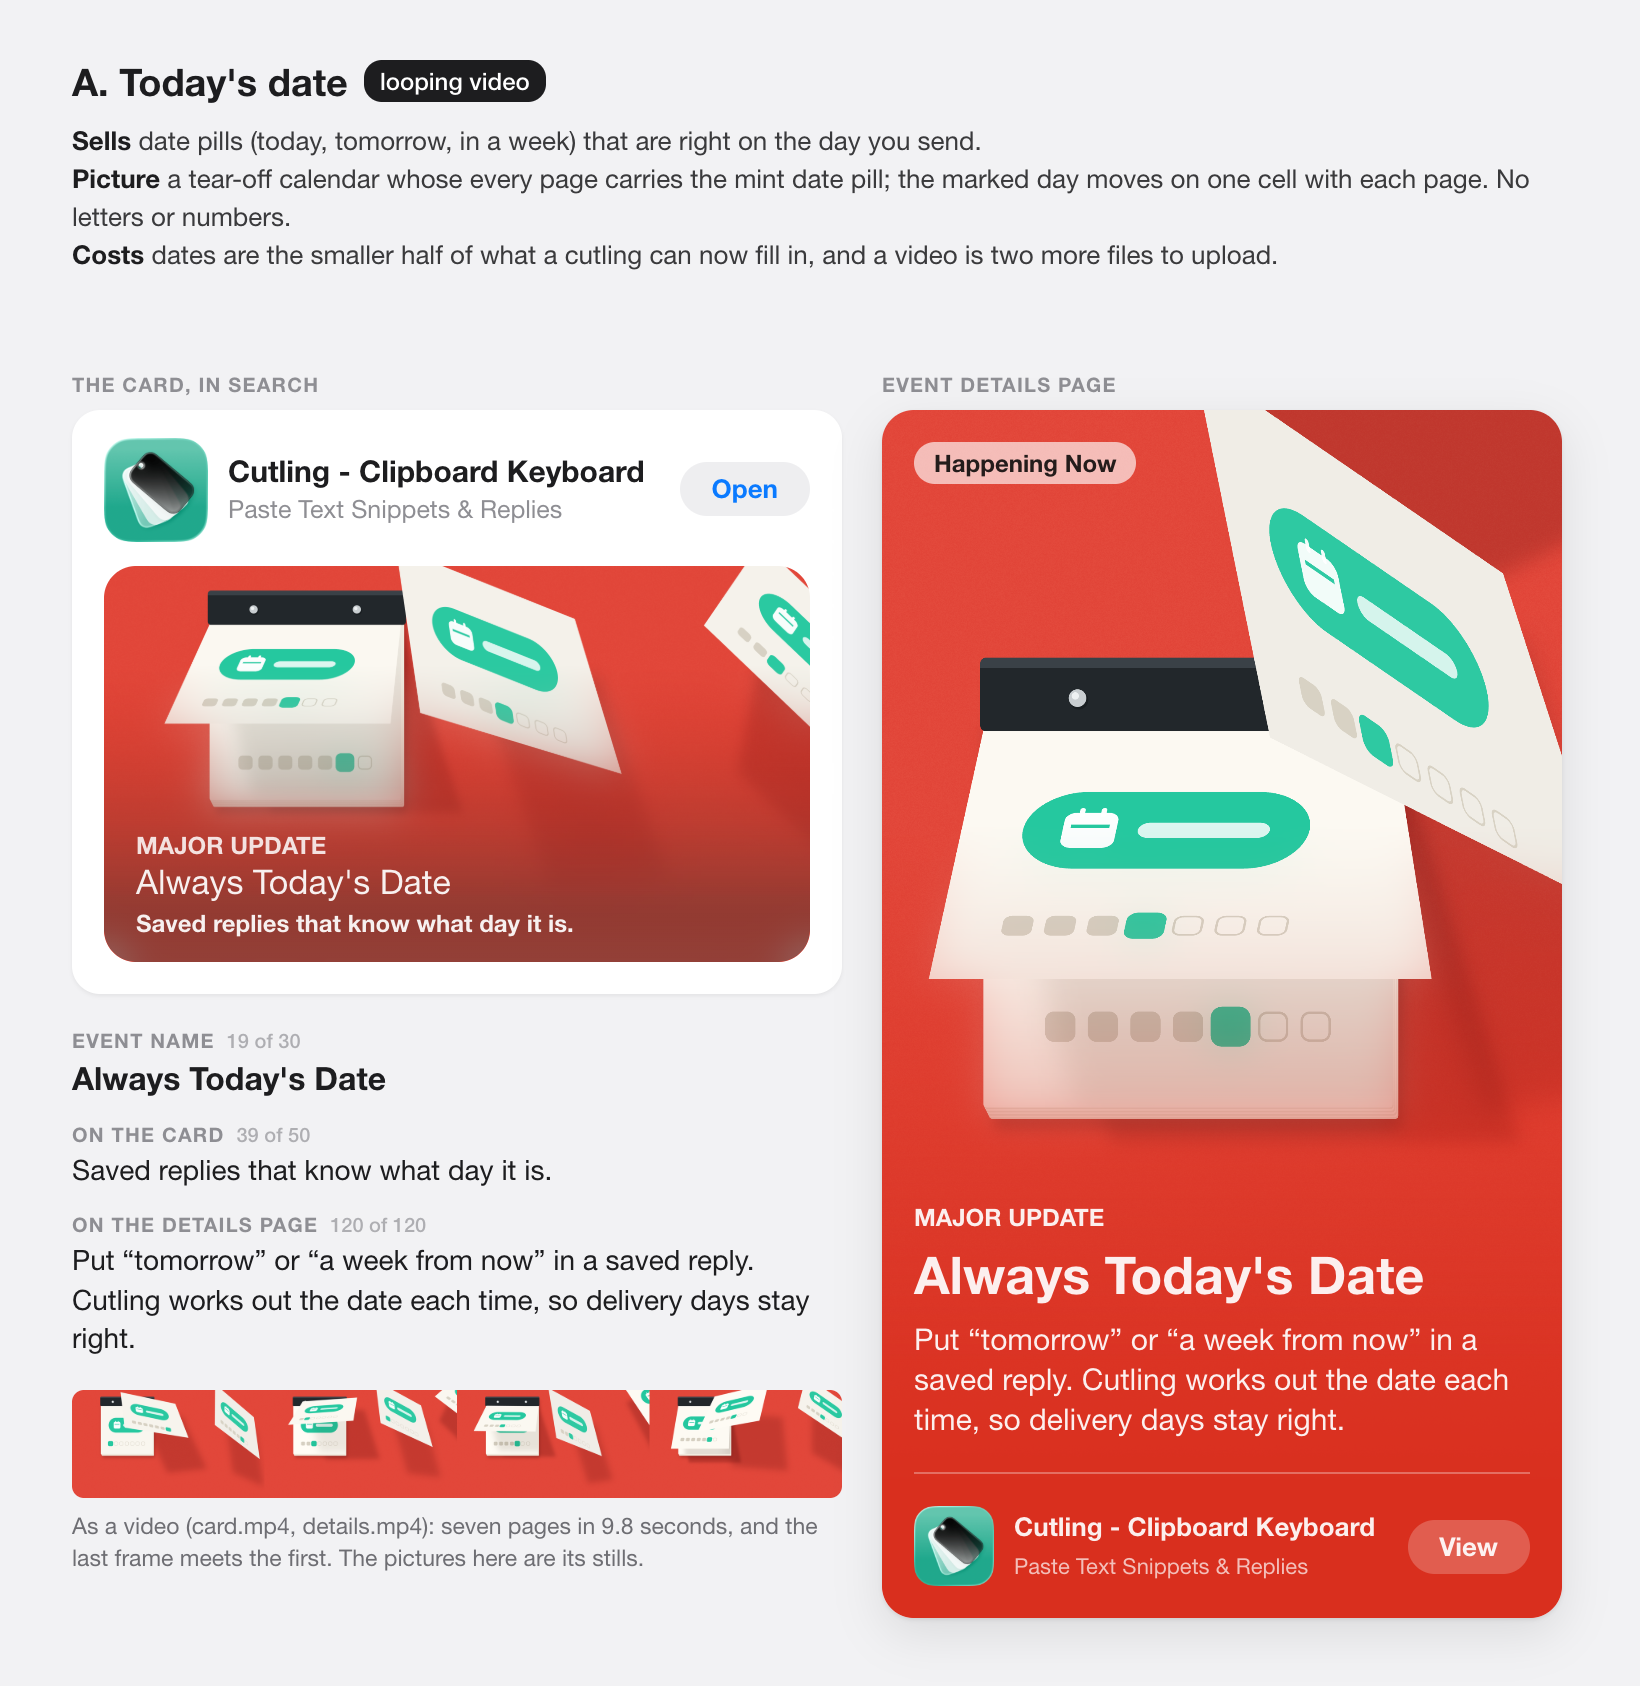 A. Today's date looping video
Sells date pills (today, tomorrow, in a week) that are right on the day you send.
Picture a tear-off calendar whose every page carries the mint date pill; the marked day moves on one cell with each page. No
letters or numbers.
Costs dates are the smaller half of what a cutling can now fill in, and a video is two more files to upload.
THE CARD, IN SEARCH
Cutling - Clipboard Keyboard
Paste Text Snippets & Replies
Open
MAJOR UPDATE
Always Today's Date
Saved replies that know what day it is.
EVENT NAME 19 of 30
Always Today's Date
ON THE CARD 39 of 50
Saved replies that know what day it is.
ON THE DETAILS PAGE 120 of 120
Put “tomorrow” or “a week from now” in a saved reply.
Cutling works out the date each time, so delivery days stay
right.
As a video (card.mp4, details.mp4): seven pages in 9.8 seconds, and the
last frame meets the first. The pictures here are its stills.
EVENT DETAILS PAGE
Happening Now
MAJOR UPDATE
Always Today's Date
Put “tomorrow” or “a week from now” in a
saved reply. Cutling works out the date each
time, so delivery days stay right.
Cutling - Clipboard Keyboard
Paste Text Snippets & Replies
View